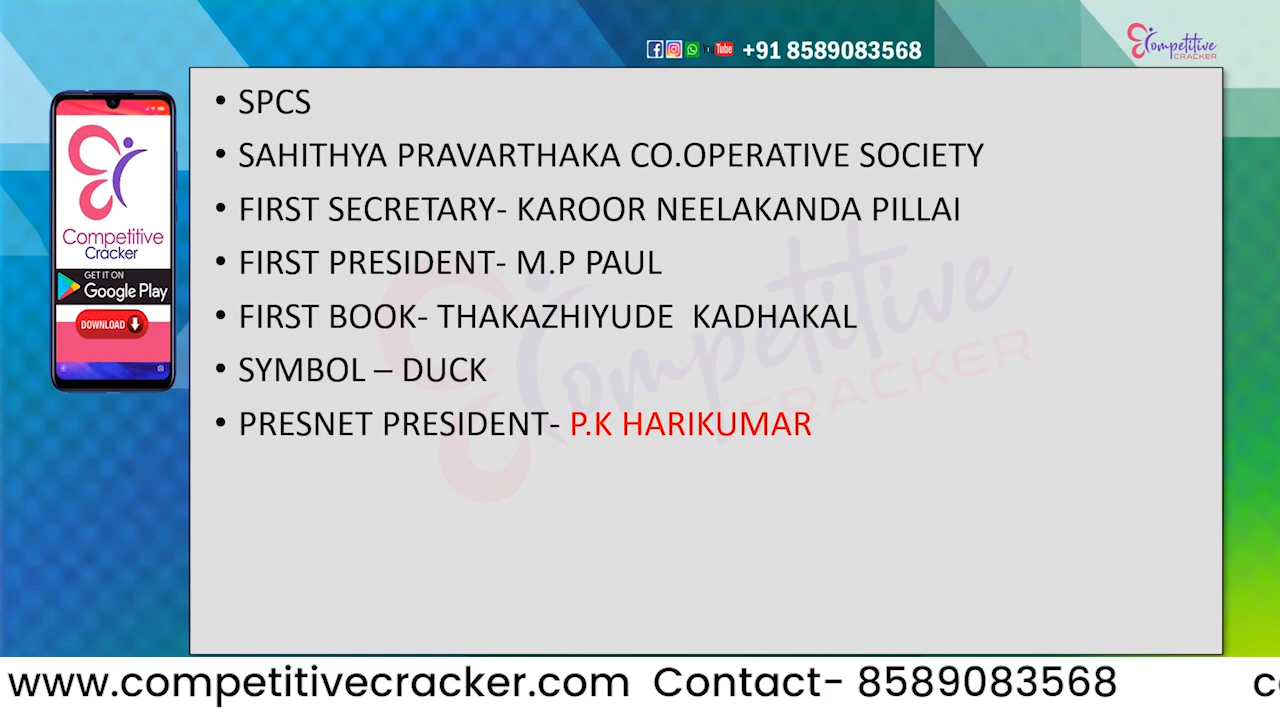 +91 8589083568
Competitive
CRACKER
• SPCS
• SAHITHYA PRAVARTHAKA CO.OPERATIVE SOCIETY
• FIRST SECRETARY- KAROOR NEELAKANDA PILLAI
• FIRST PRESIDENT- M.P PAUL
• FIRST BOOK- THAKAZHIYUDE  KADHAKAL
• SYMBOL – DUCK
• PRESNET PRESIDENT- P.K HARIKUMAR
Competitive
Cracker
GET IT ON
Google Play
DOWNLOAD
Competitive
CRACKER
www.competitivecracker.com  Contact- 8589083568